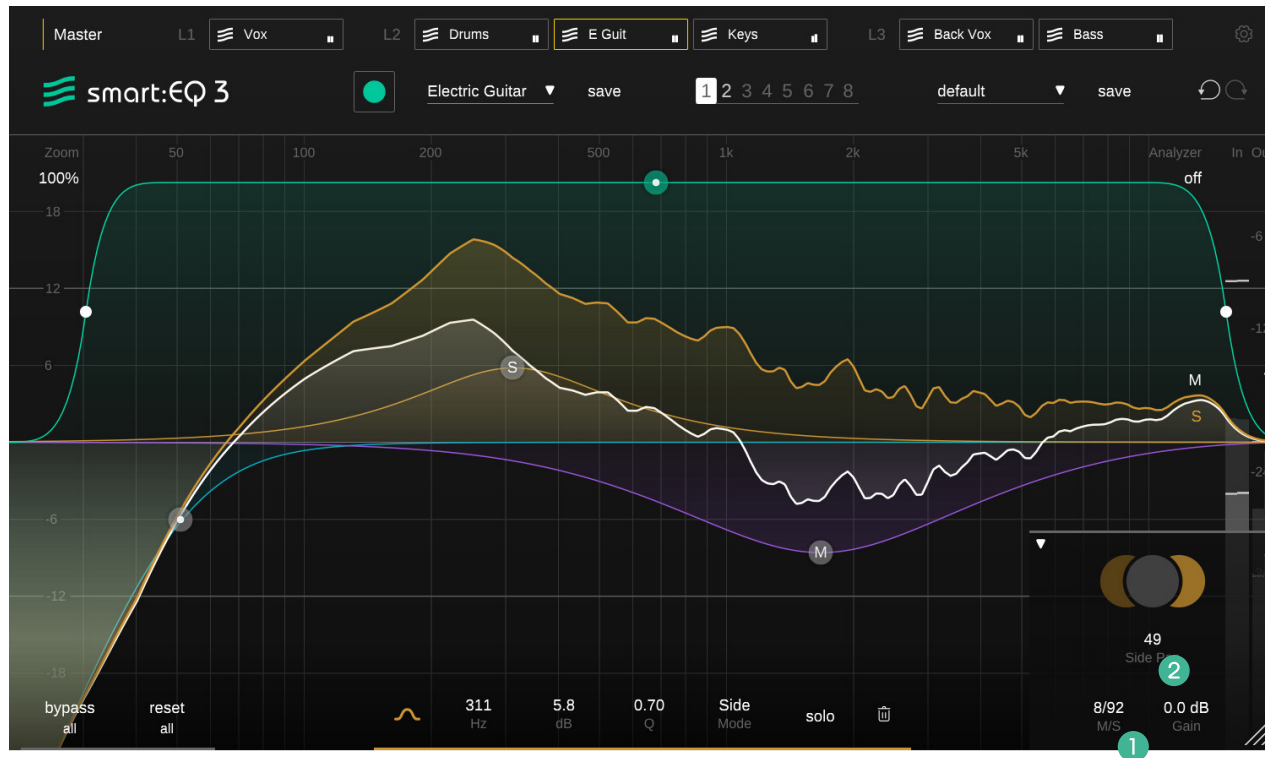 Master L1 Vox L2 Drums E Guit Keys L3 Back Vox Bass
smart:EQ 3 Electric Guitar save 1 2 3 4 5 6 7 8 default save
Zoom 50 100 200 500 1k 2k 5k Analyzer In
100% off
18
-6
12
-12
6
S
M
S
-24
-6
M
-12
49
Side
2
-18
bypass all
reset all
311 Hz
5.8 dB
0.70 Q
Side Mode
solo
8/92 M/S
0.0 dB Gain
1